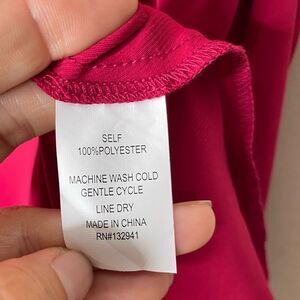 SELF
100%POLYESTER
MACHINE WASH COLD
GENTLE CYCLE
LINE DRY
MADE IN CHINA
RN#132941